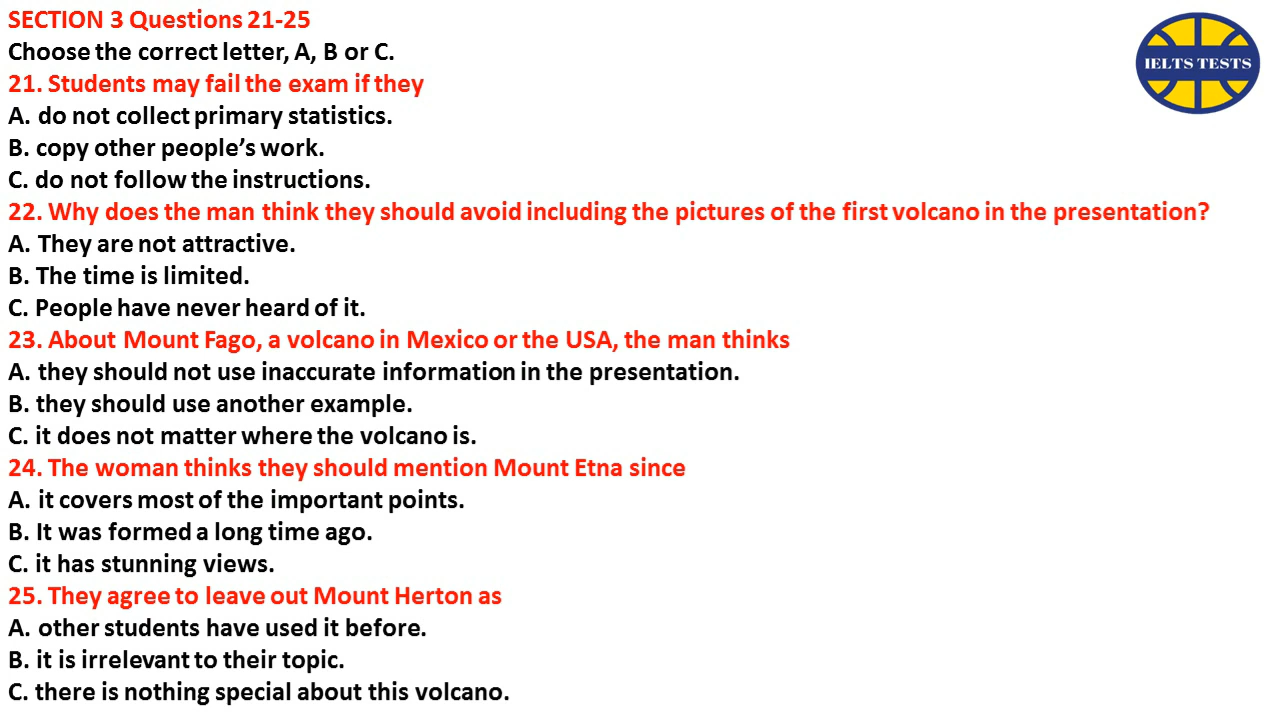 SECTION 3 Questions 21-25
Choose the correct letter, A, B or C.
21. Students may fail the exam if they
A. do not collect primary statistics.
B. copy other people’s work.
C. do not follow the instructions.
22. Why does the man think they should avoid including the pictures of the first volcano in the presentation?
A. They are not attractive.
B. The time is limited.
C. People have never heard of it.
23. About Mount Fago, a volcano in Mexico or the USA, the man thinks
A. they should not use inaccurate information in the presentation.
B. they should use another example.
C. it does not matter where the volcano is.
24. The woman thinks they should mention Mount Etna since
A. it covers most of the important points.
B. It was formed a long time ago.
C. it has stunning views.
25. They agree to leave out Mount Herton as
A. other students have used it before.
B. it is irrelevant to their topic.
C. there is nothing special about this volcano.
IELTS TESTS